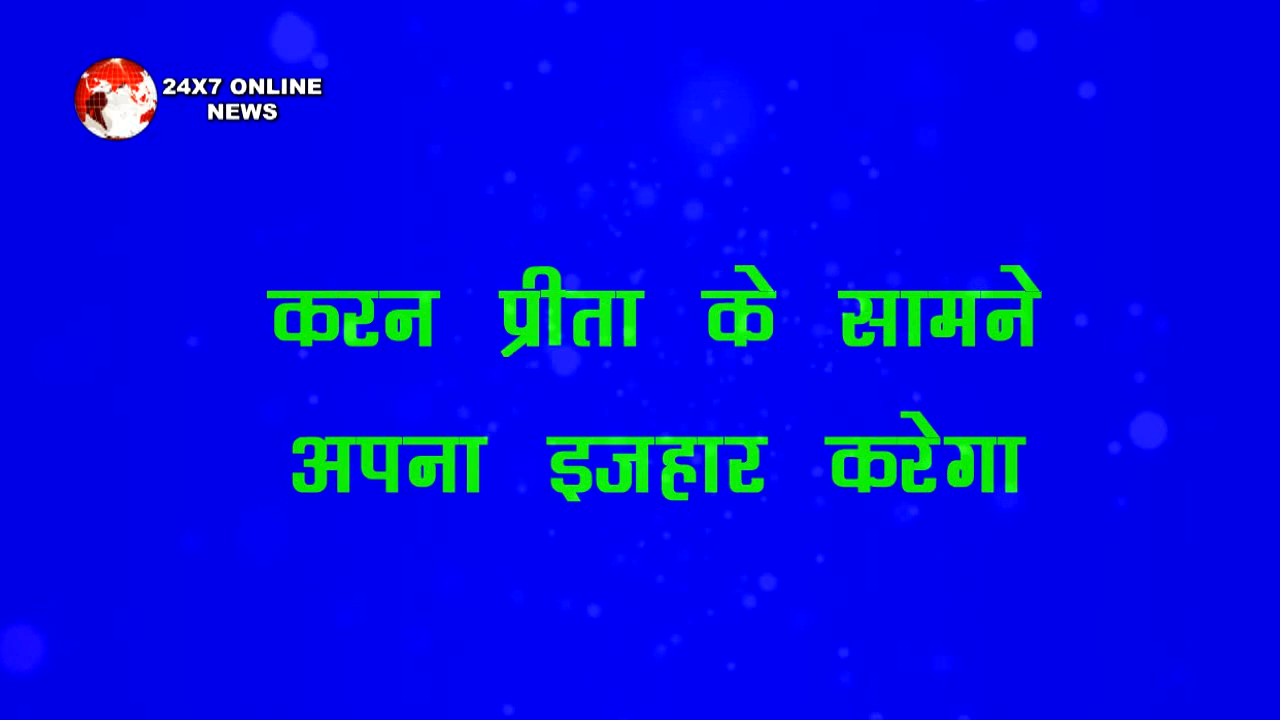 24X7 ONLINE
NEWS
करन प्रीता के सामने
अपना इजहार करेगा